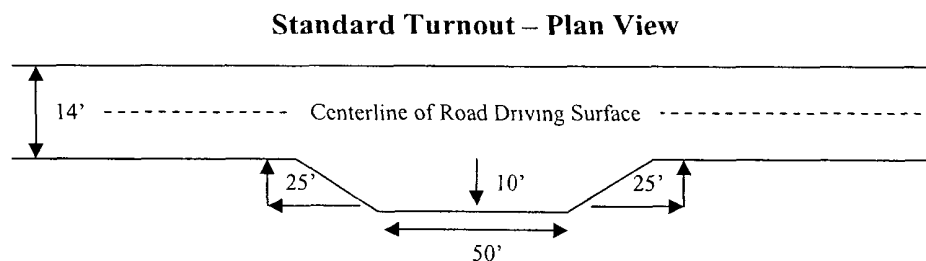 Standard Turnout – Plan View
14’
Centerline of Road Driving Surface
25’
10’
25’
50’